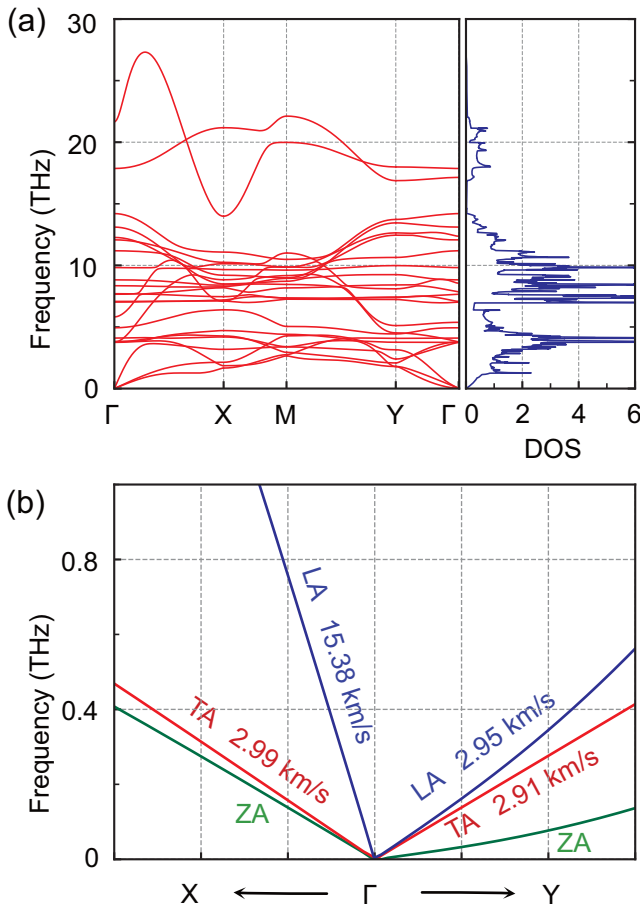 (a)
30
20
10
0
Frequency (THz)
Γ X M Y Γ
0 2 4 6
DOS
(b)
0.8
0.4
0
Frequency (THz)
LA 15.38 km/s
TA 2.99 km/s
ZA
LA 2.95 km/s
TA 2.91 km/s
ZA
X ← Γ → Y